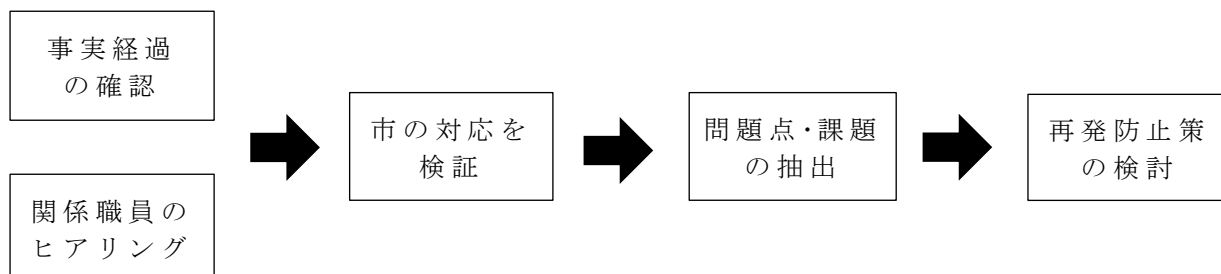 事実経過
の確認
関係職員の
ヒアリング
市の対応を
検証
問題点・課題
の抽出
再発防止策
の検討